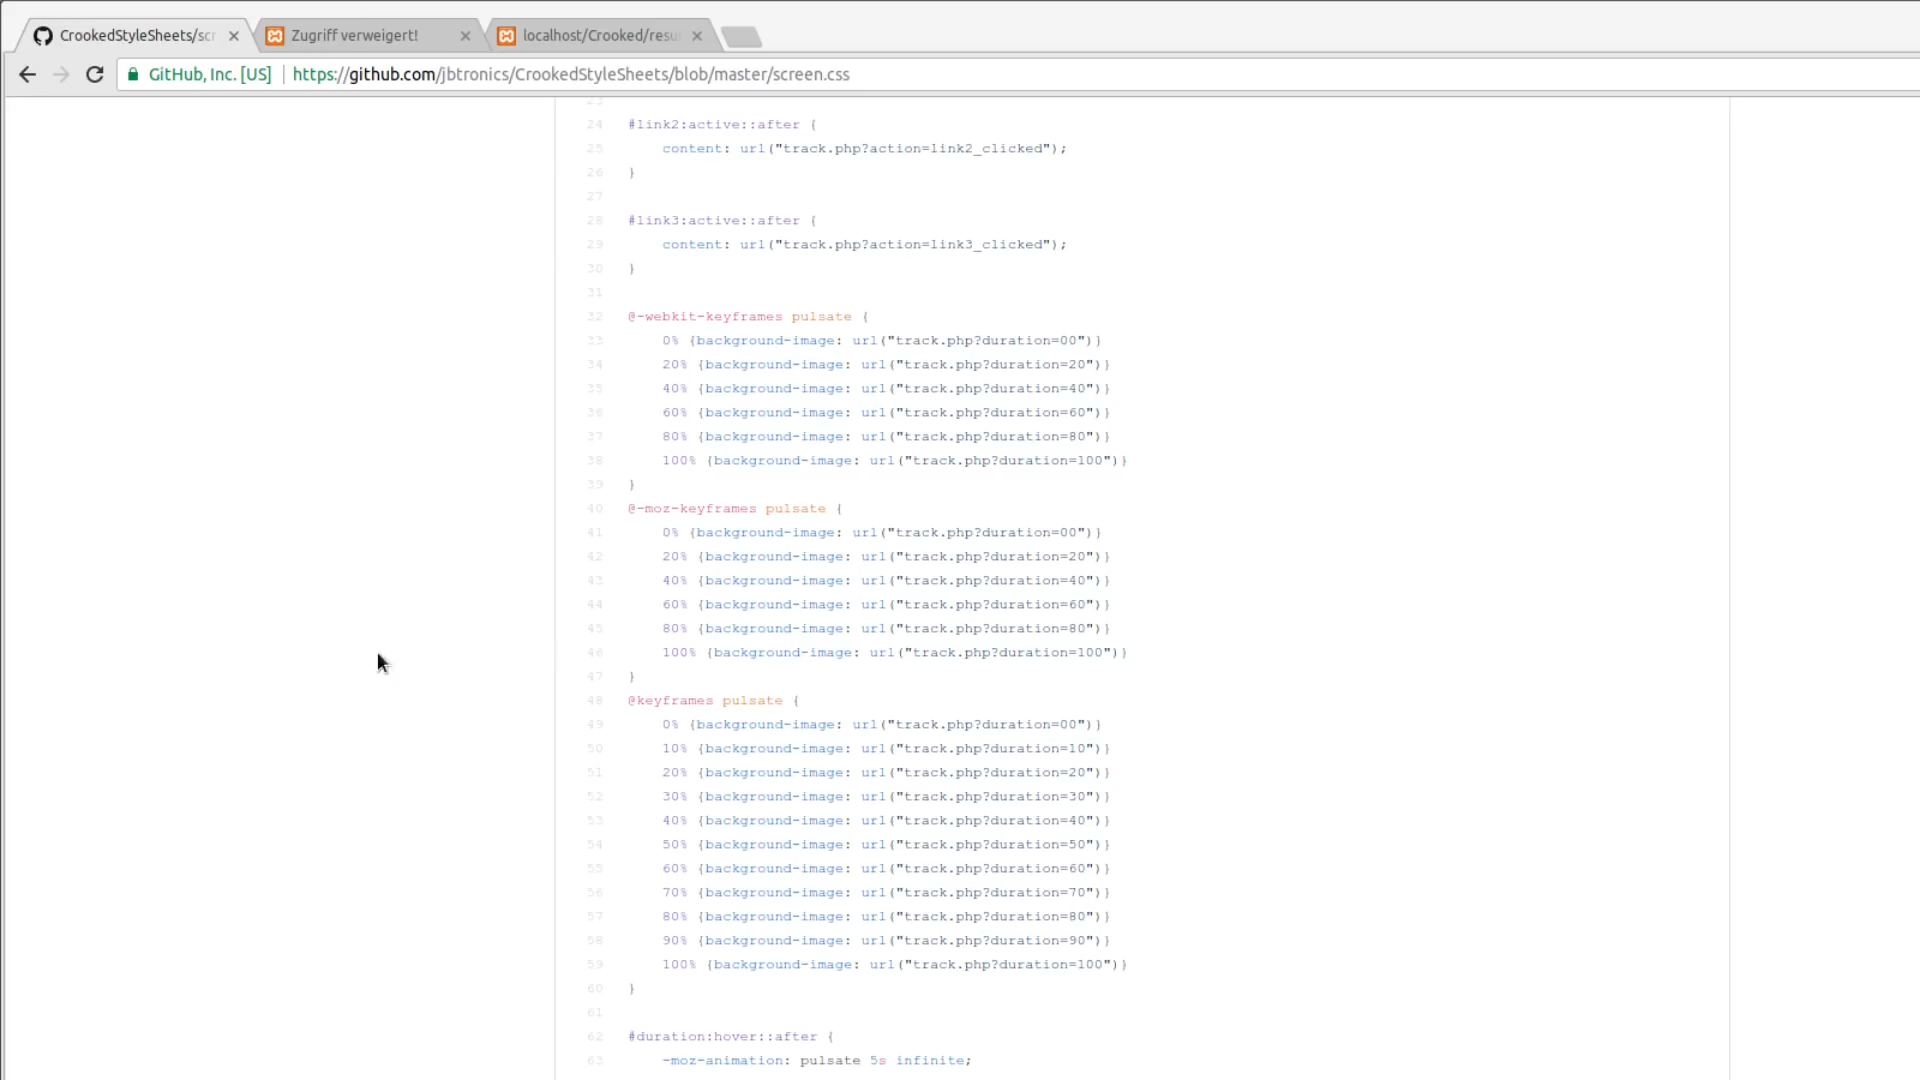 CrookedStyleSheets/scr
Zugriff verweigert!
localhost/Crooked/resu
GitHub, Inc. [US]
https://github.com/jbtronics/CrookedStyleSheets/blob/master/screen.css
23
24 #link2:active::after {
25 content: url("track.php?action=link2_clicked");
26 }
27
28 #link3:active::after {
29 content: url("track.php?action=link3_clicked");
30 }
31
32 @-webkit-keyframes pulsate {
33 0% {background-image: url("track.php?duration=00")}
34 20% {background-image: url("track.php?duration=20")}
35 40% {background-image: url("track.php?duration=40")}
36 60% {background-image: url("track.php?duration=60")}
37 80% {background-image: url("track.php?duration=80")}
38 100% {background-image: url("track.php?duration=100")}
39 }
40 @-moz-keyframes pulsate {
41 0% {background-image: url("track.php?duration=00")}
42 20% {background-image: url("track.php?duration=20")}
43 40% {background-image: url("track.php?duration=40")}
44 60% {background-image: url("track.php?duration=60")}
45 80% {background-image: url("track.php?duration=80")}
46 100% {background-image: url("track.php?duration=100")}
47 }
48 @keyframes pulsate {
49 0% {background-image: url("track.php?duration=00")}
50 10% {background-image: url("track.php?duration=10")}
51 20% {background-image: url("track.php?duration=20")}
52 30% {background-image: url("track.php?duration=30")}
53 40% {background-image: url("track.php?duration=40")}
54 50% {background-image: url("track.php?duration=50")}
55 60% {background-image: url("track.php?duration=60")}
56 70% {background-image: url("track.php?duration=70")}
57 80% {background-image: url("track.php?duration=80")}
58 90% {background-image: url("track.php?duration=90")}
59 100% {background-image: url("track.php?duration=100")}
60 }
61
62 #duration:hover::after {
63 -moz-animation: pulsate 5s infinite;